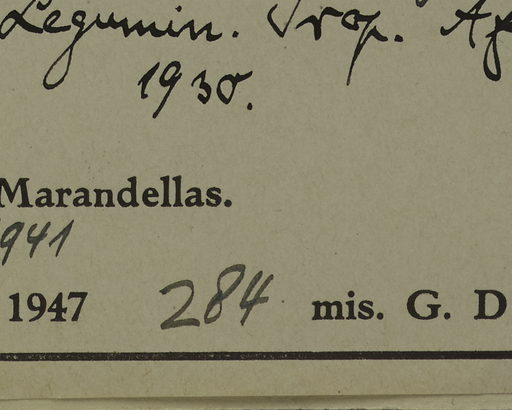 Legumin. Trop. Af
1930.
Marandellas.
1941
1947 284 mis. G. D